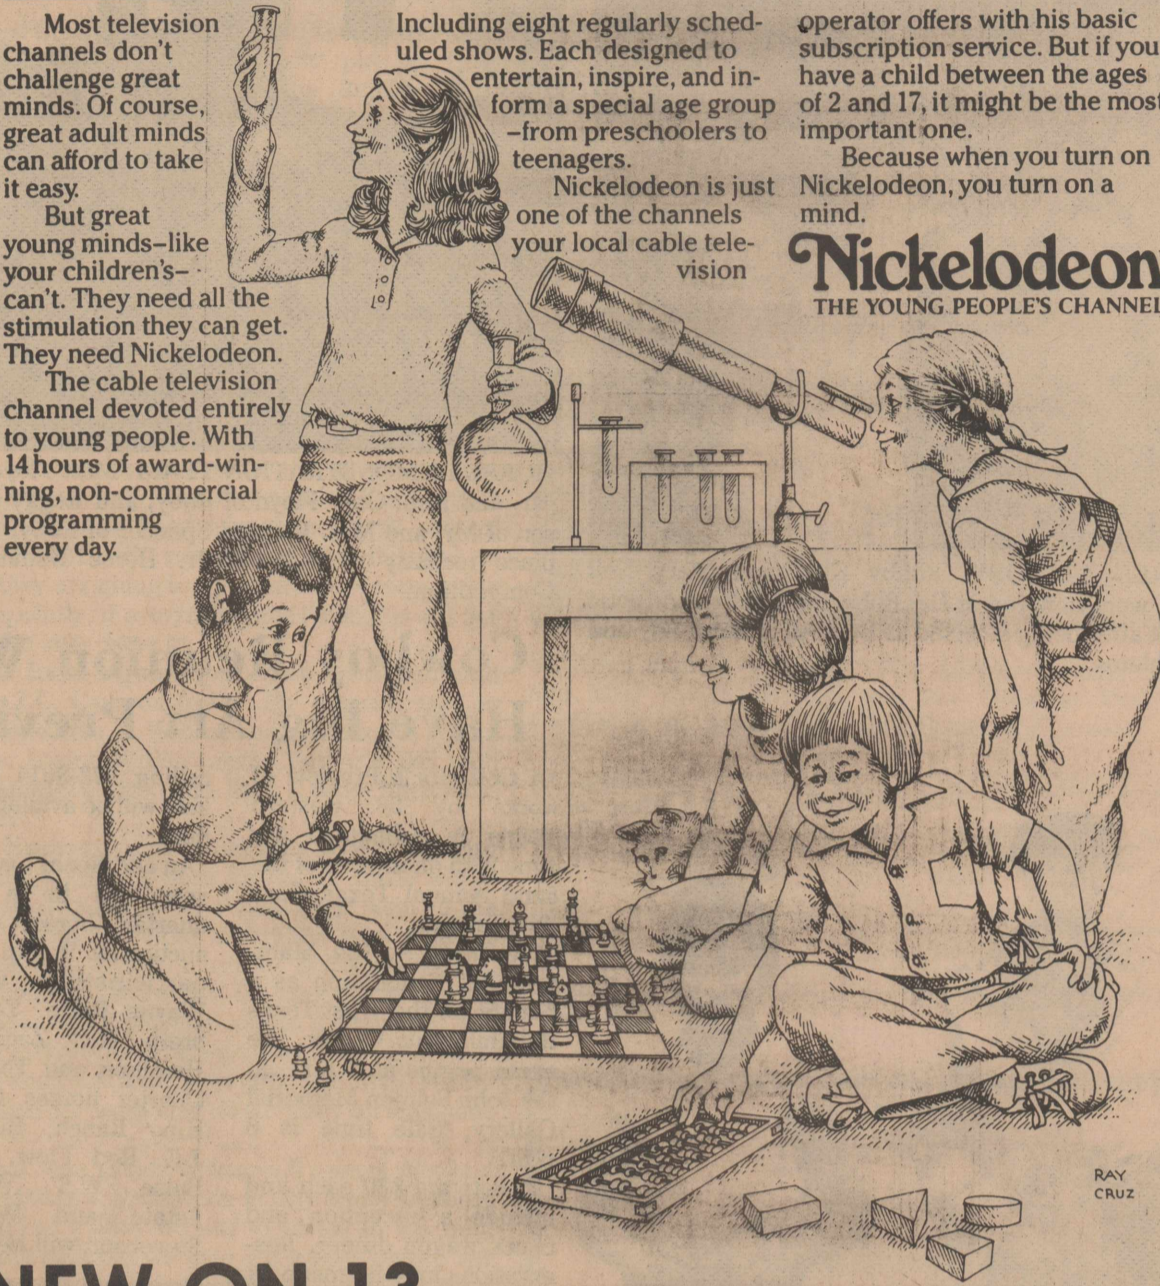 Most television
channels don't
challenge great
minds. Of course,
great adult minds
can afford to take
it easy.
But great
young minds–like
your children's–
can't. They need all the
stimulation they can get.
They need Nickelodeon.
The cable television
channel devoted entirely
to young people. With
14 hours of award-win-
ning, non-commercial
programming
every day.
Including eight regularly sched-
uled shows. Each designed to
entertain, inspire, and in-
form a special age group
–from preschoolers to
teenagers.
Nickelodeon is just
one of the channels
your local cable tele-
vision
operator offers with his basic
subscription service. But if you
have a child between the ages
of 2 and 17, it might be the most
important one.
Because when you turn on
Nickelodeon, you turn on a
mind.
Nickelodeon
THE YOUNG PEOPLE'S CHANNEL
RAY
CRUZ
NEW ON 13